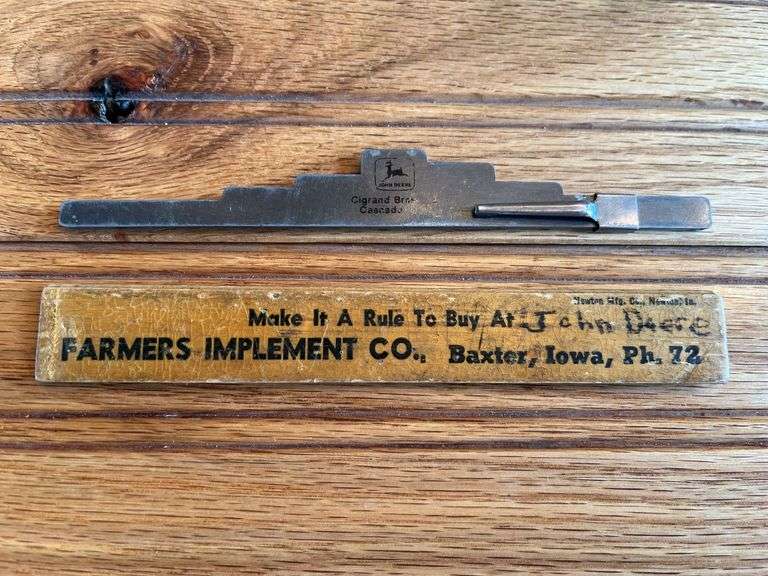 JOHN DEERE
Cigrand Bros
Cascade
Newton Mfg. Co., Newton, Ia.
Make It A Rule To Buy At John Deere
FARMERS IMPLEMENT CO., Baxter, Iowa, Ph. 72